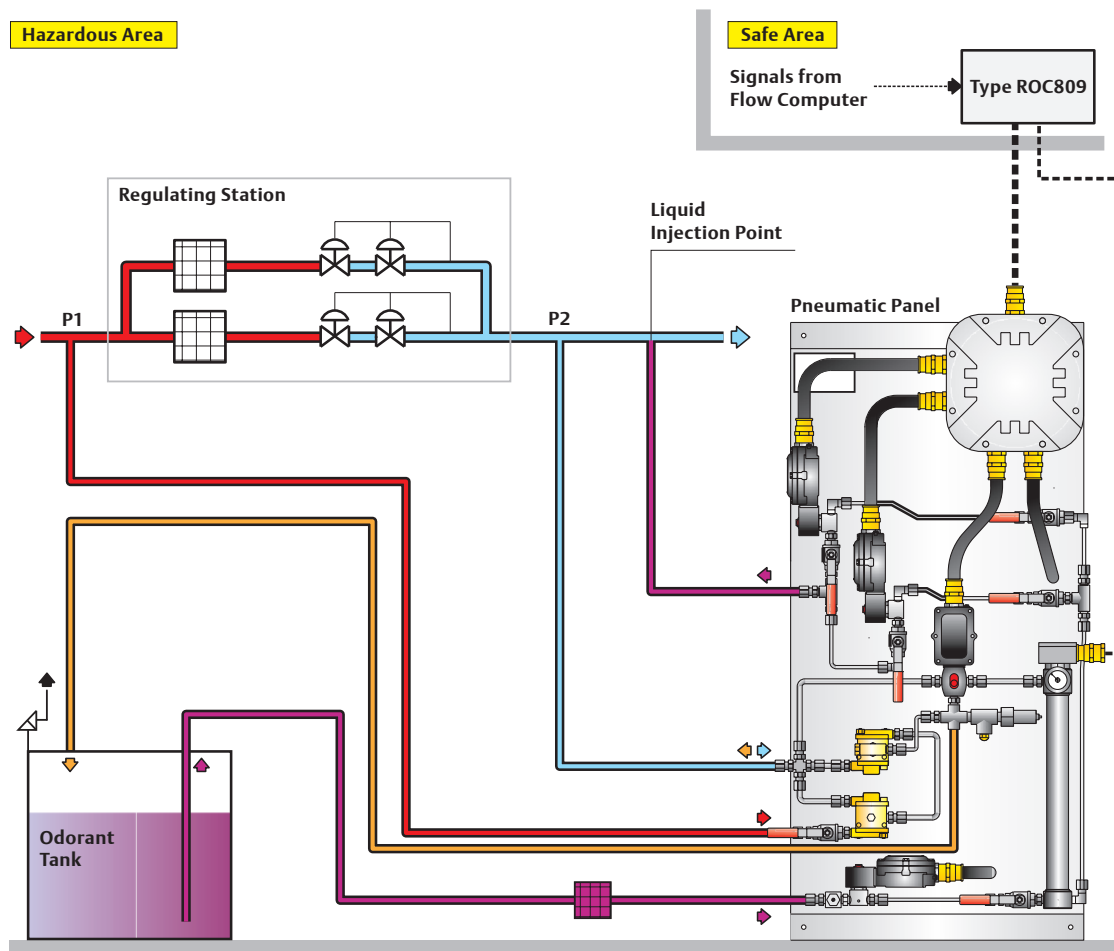 Hazardous Area
Safe Area
Signals from
Flow Computer
Type ROC809
Regulating Station
Liquid
Injection Point
P1
P2
Pneumatic Panel
Odorant
Tank